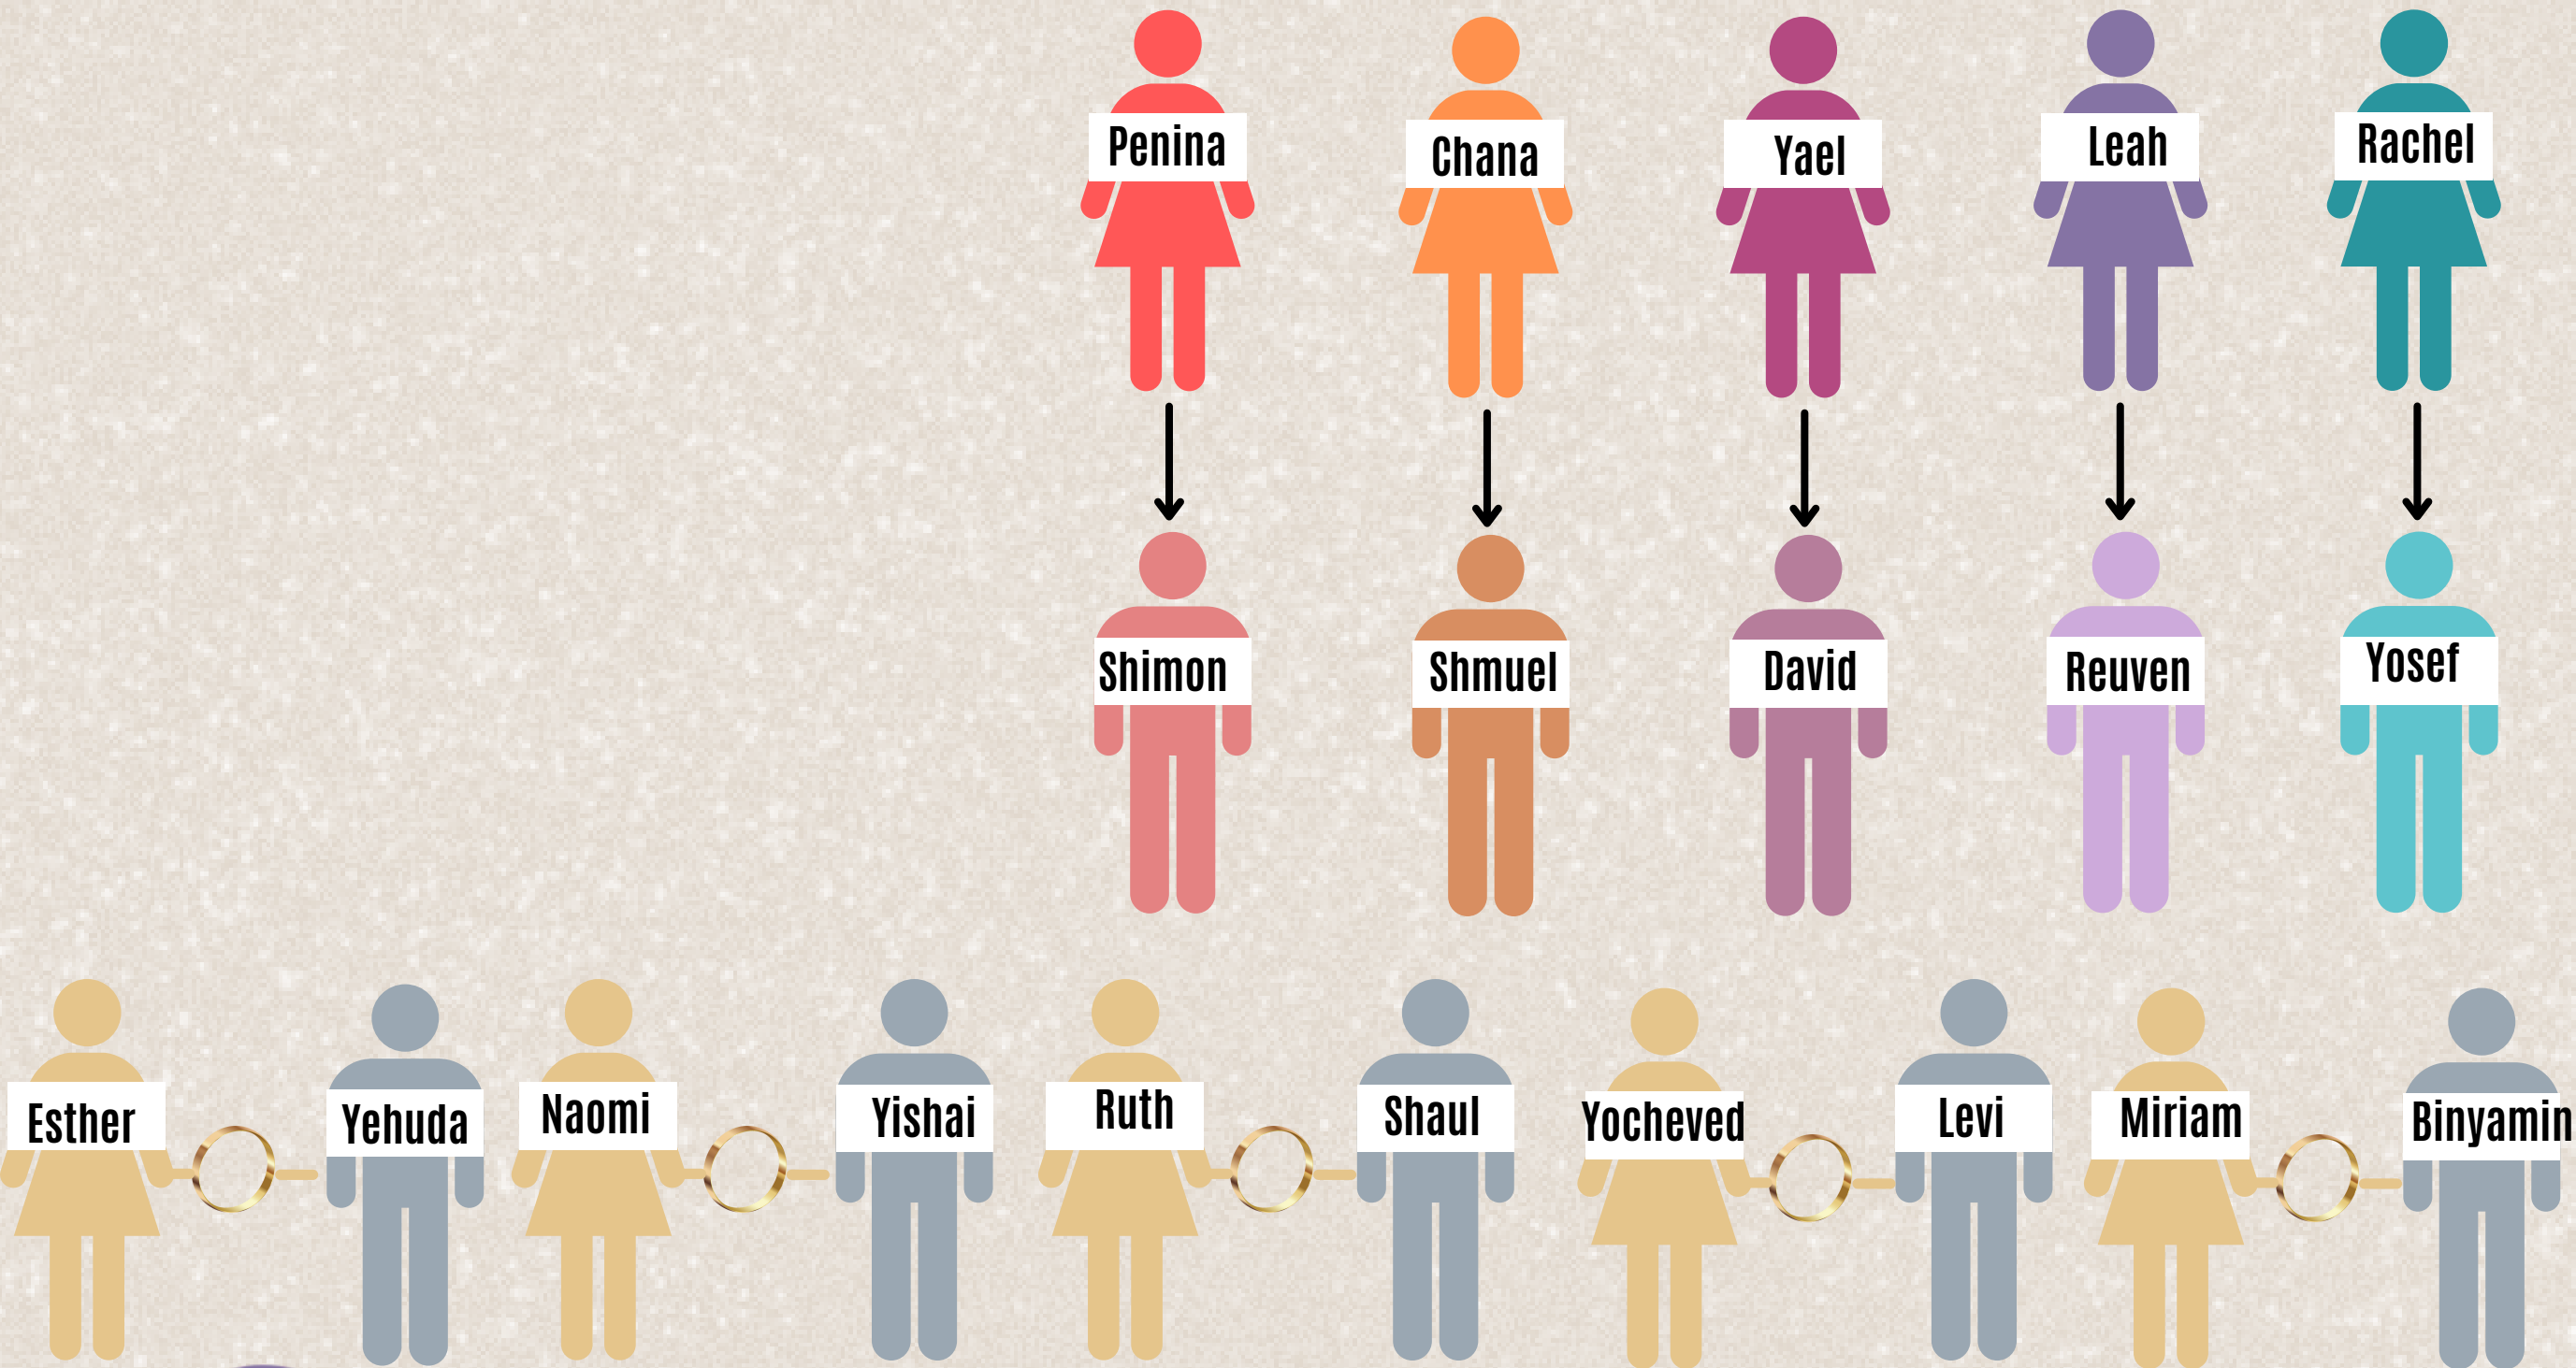 Penina
Chana
Yael
Leah
Rachel
Shimon
Shmuel
David
Reuven
Yosef
Esther
Yehuda
Naomi
Yishai
Ruth
Shaul
Yocheved
Levi
Miriam
Binyamin